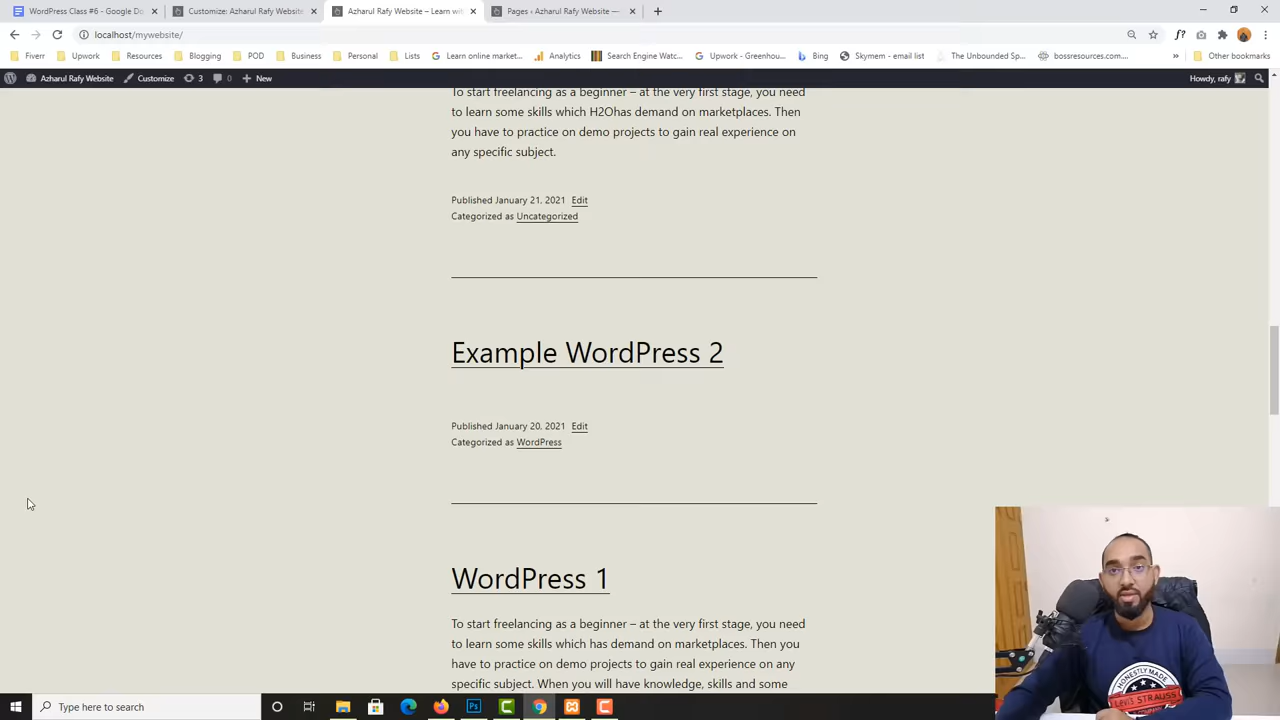 WordPress Class #6 - Google Do
Customize: Azharul Rafy Website
Azharul Rafy Website – Learn with
Pages ‹ Azharul Rafy Website —
localhost/mywebsite/
Fiverr
Upwork
Resources
Blogging
POD
Business
Personal
Lists
Learn online market...
Analytics
Search Engine Watc...
Upwork - Greenhou...
Bing
Skymem - email list
The Unbounded Sp...
bossresources.com...
»
Other bookmarks
Azharul Rafy Website
Customize
3
0
New
Howdy, rafy
To start freelancing as a beginner – at the very first stage, you need
to learn some skills which H2Ohas demand on marketplaces. Then
you have to practice on demo projects to gain real experience on
any specific subject.
Published January 21, 2021 Edit
Categorized as Uncategorized
Example WordPress 2
Published January 20, 2021 Edit
Categorized as WordPress
WordPress 1
To start freelancing as a beginner – at the very first stage, you need
to learn some skills which has demand on marketplaces. Then you
have to practice on demo projects to gain real experience on any
specific subject. When you will have knowledge, skills and some
HONESTLY MADE
LEVI STRAUSS
Type here to search